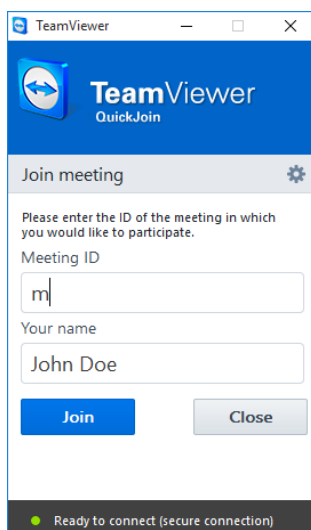 TeamViewer
TeamViewer
QuickJoin
Join meeting
Please enter the ID of the meeting in which
you would like to participate.
Meeting ID
m
Your name
John Doe
Join Close
Ready to connect (secure connection)